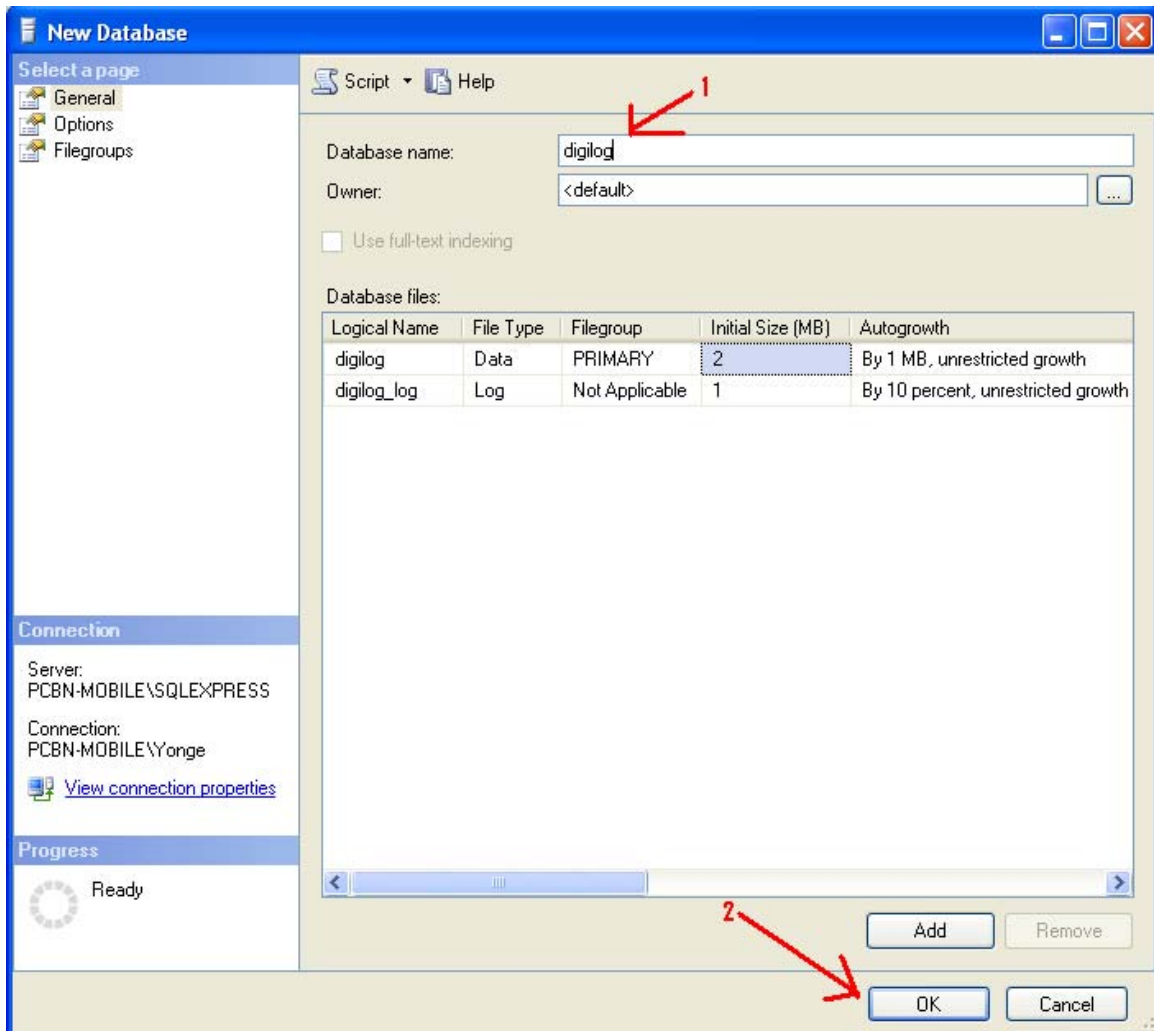 New Database
Select a page
General
Options
Filegroups
Script Help
1
Database name: digilog
Owner: <default> ...
Use full-text indexing
Database files:
Logical Name File Type Filegroup Initial Size (MB) Autogrowth
digilog Data PRIMARY 2 By 1 MB, unrestricted growth
digilog_log Log Not Applicable 1 By 10 percent, unrestricted growth
Connection
Server:
PCBN-MOBILE\SQLEXPRESS
Connection:
PCBN-MOBILE\Yonge
View connection properties
Progress
Ready
2
Add Remove
OK Cancel